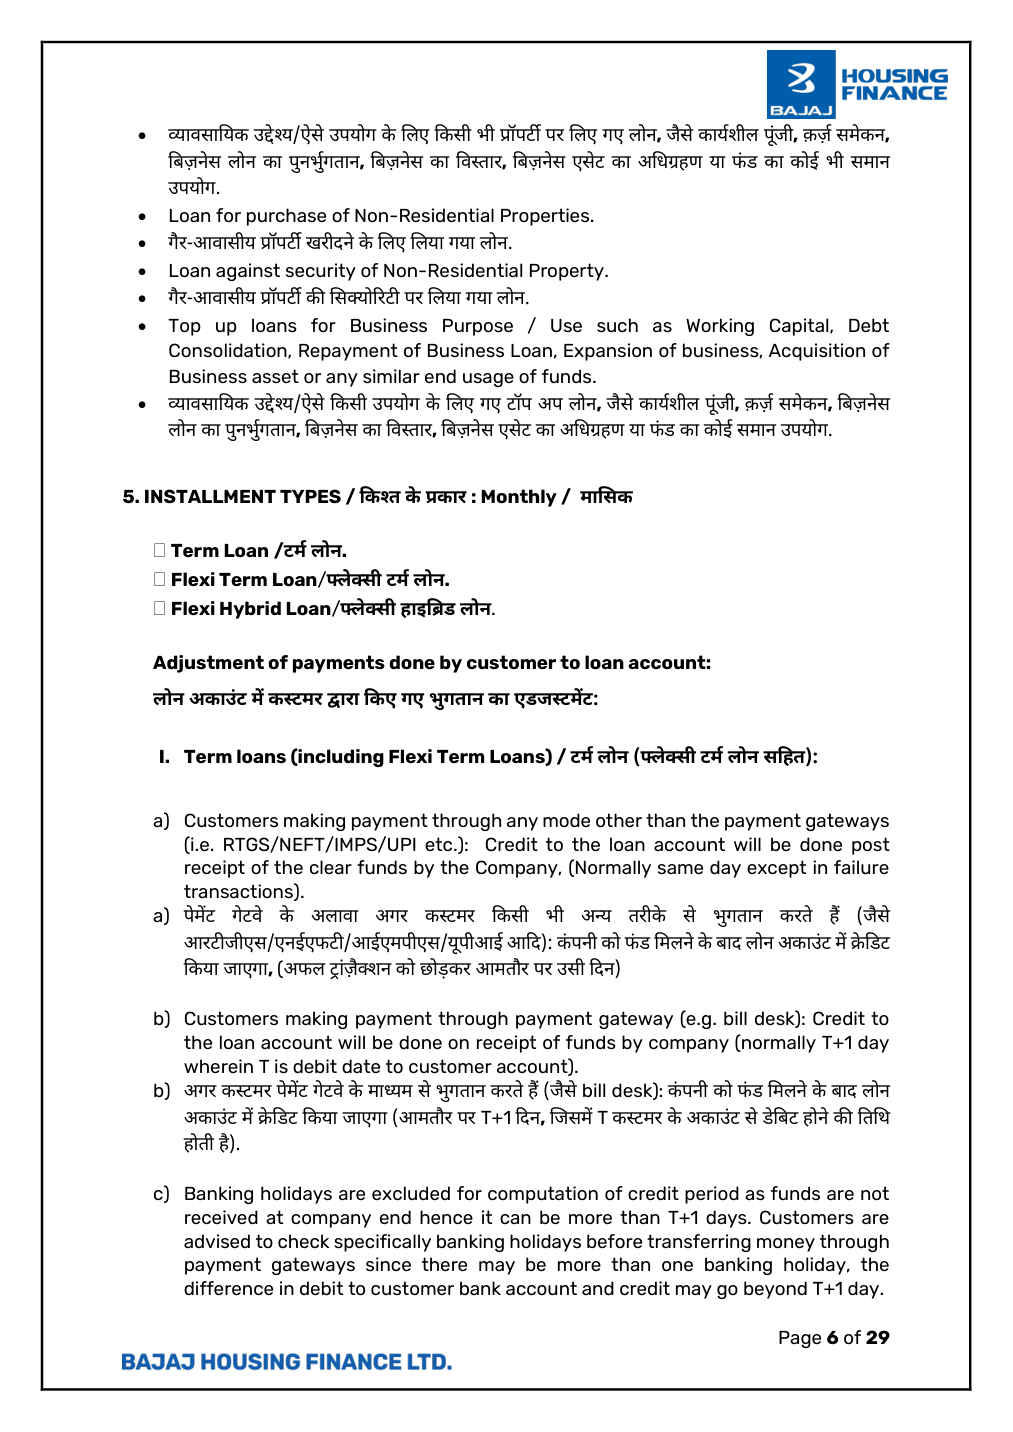 BAJAJ
HOUSING
FINANCE
• व्यावसायिक उद्देश्य/ऐसे उपयोग के लिए किसी भी प्रॉपर्टी पर लिए गए लोन, जैसे कार्यशील पूंजी, क़र्ज़ समेकन,
बिज़नेस लोन का पुनर्भुगतान, बिज़नेस का विस्तार, बिज़नेस एसेट का अधिग्रहण या फंड का कोई भी समान
उपयोग.
• Loan for purchase of Non-Residential Properties.
• गैर-आवासीय प्रॉपर्टी खरीदने के लिए लिया गया लोन.
• Loan against security of Non-Residential Property.
• गैर-आवासीय प्रॉपर्टी की सिक्योरिटी पर लिया गया लोन.
• Top up loans for Business Purpose / Use such as Working Capital, Debt
Consolidation, Repayment of Business Loan, Expansion of business, Acquisition of
Business asset or any similar end usage of funds.
• व्यावसायिक उद्देश्य/ऐसे किसी उपयोग के लिए गए टॉप अप लोन, जैसे कार्यशील पूंजी, क़र्ज़ समेकन, बिज़नेस
लोन का पुनर्भुगतान, बिज़नेस का विस्तार, बिज़नेस एसेट का अधिग्रहण या फंड का कोई समान उपयोग.
5. INSTALLMENT TYPES / किश्त के प्रकार : Monthly / मासिक
□ Term Loan /टर्म लोन.
□ Flexi Term Loan/फ्लेक्सी टर्म लोन.
□ Flexi Hybrid Loan/फ्लेक्सी हाइब्रिड लोन.
Adjustment of payments done by customer to loan account:
लोन अकाउंट में कस्टमर द्वारा किए गए भुगतान का एडजस्टमेंट:
I. Term loans (including Flexi Term Loans) / टर्म लोन (फ्लेक्सी टर्म लोन सहित):
a) Customers making payment through any mode other than the payment gateways
(i.e. RTGS/NEFT/IMPS/UPI etc.): Credit to the loan account will be done post
receipt of the clear funds by the Company, (Normally same day except in failure
transactions).
a) पेमेंट गेटवे के अलावा अगर कस्टमर किसी भी अन्य तरीके से भुगतान करते हैं (जैसे
आरटीजीएस/एनईएफटी/आईएमपीएस/यूपीआई आदि): कंपनी को फंड मिलने के बाद लोन अकाउंट में क्रेडिट
किया जाएगा, (अफल ट्रांज़ैक्शन को छोड़कर आमतौर पर उसी दिन)
b) Customers making payment through payment gateway (e.g. bill desk): Credit to
the loan account will be done on receipt of funds by company (normally T+1 day
wherein T is debit date to customer account).
b) अगर कस्टमर पेमेंट गेटवे के माध्यम से भुगतान करते हैं (जैसे bill desk): कंपनी को फंड मिलने के बाद लोन
अकाउंट में क्रेडिट किया जाएगा (आमतौर पर T+1 दिन, जिसमें T कस्टमर के अकाउंट से डेबिट होने की तिथि
होती है).
c) Banking holidays are excluded for computation of credit period as funds are not
received at company end hence it can be more than T+1 days. Customers are
advised to check specifically banking holidays before transferring money through
payment gateways since there may be more than one banking holiday, the
difference in debit to customer bank account and credit may go beyond T+1 day.
Page 6 of 29
BAJAJ HOUSING FINANCE LTD.